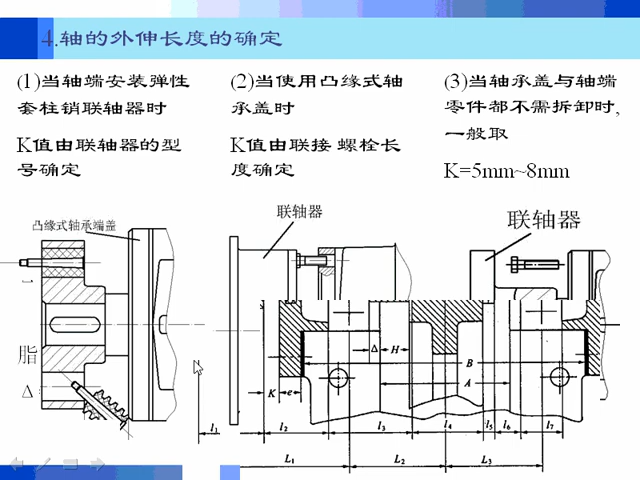 4.轴的外伸长度的确定
(1)当轴端安装弹性
套柱销联轴器时
K值由联轴器的型
号确定
(2)当使用凸缘式轴
承盖时
K值由联接 螺栓长
度确定
(3)当轴承盖与轴端
零件都不需拆卸时,
一般取
K=5mm~8mm
凸缘式轴承端盖
联轴器
联轴器
脂
Δ
Δ H
B
A
K e
l1 l2 l3 l4 l5 l6 l7
L1 L2 L3